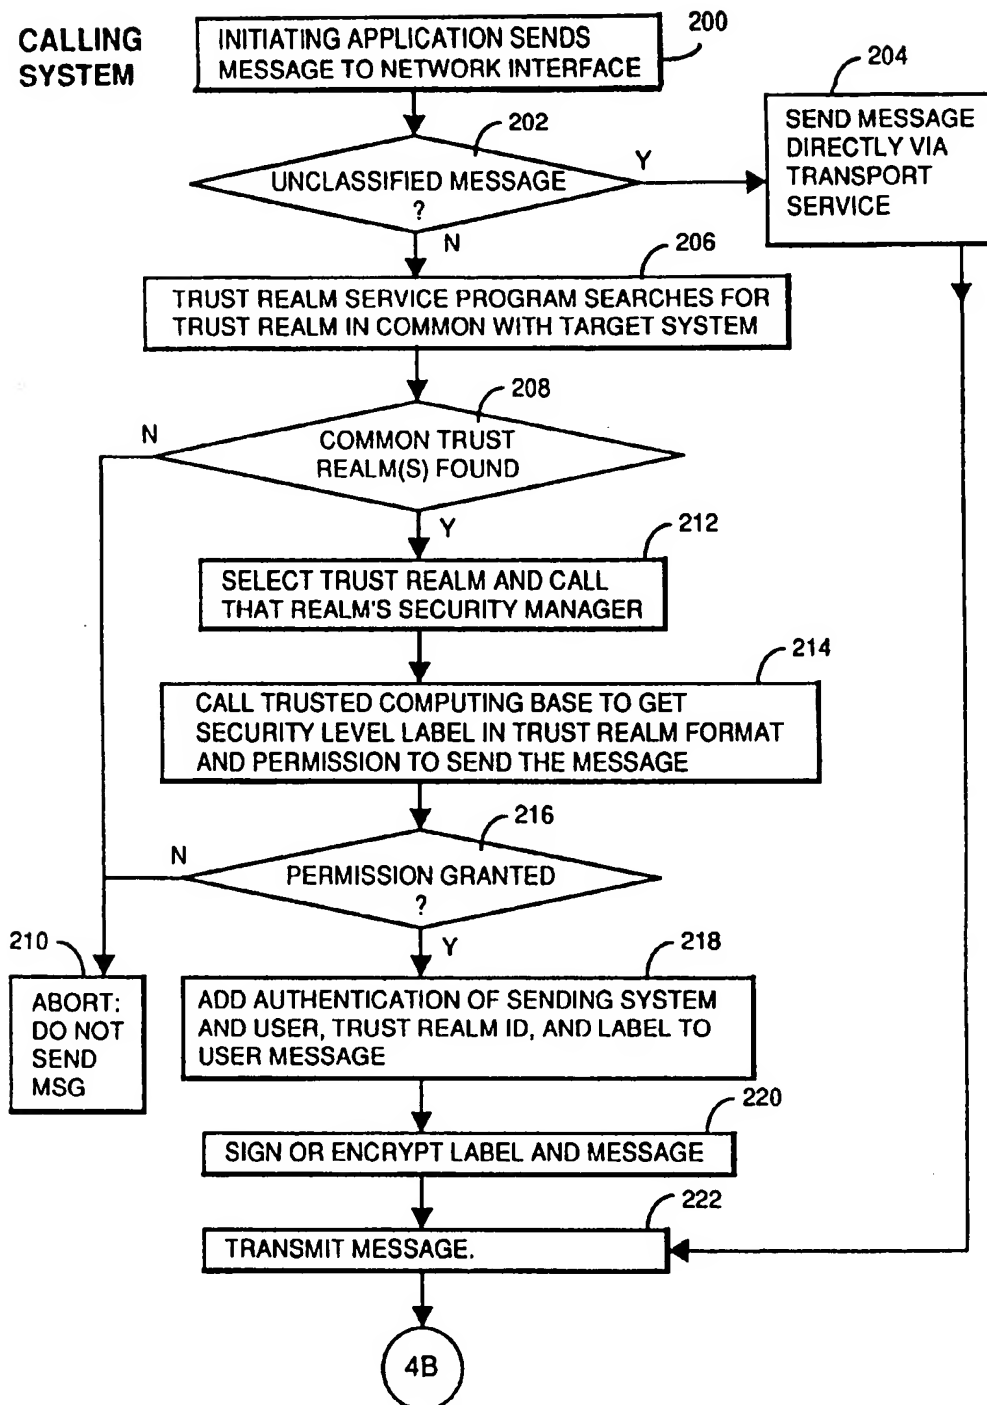 CALLING
SYSTEM
INITIATING APPLICATION SENDS
MESSAGE TO NETWORK INTERFACE
200
202
UNCLASSIFIED MESSAGE
?
Y
N
204
SEND MESSAGE
DIRECTLY VIA
TRANSPORT
SERVICE
206
TRUST REALM SERVICE PROGRAM SEARCHES FOR
TRUST REALM IN COMMON WITH TARGET SYSTEM
208
COMMON TRUST
REALM(S) FOUND
N
Y
212
SELECT TRUST REALM AND CALL
THAT REALM'S SECURITY MANAGER
214
CALL TRUSTED COMPUTING BASE TO GET
SECURITY LEVEL LABEL IN TRUST REALM FORMAT
AND PERMISSION TO SEND THE MESSAGE
216
PERMISSION GRANTED
?
N
Y
210
ABORT:
DO NOT
SEND
MSG
218
ADD AUTHENTICATION OF SENDING SYSTEM
AND USER, TRUST REALM ID, AND LABEL TO
USER MESSAGE
220
SIGN OR ENCRYPT LABEL AND MESSAGE
222
TRANSMIT MESSAGE.
4B